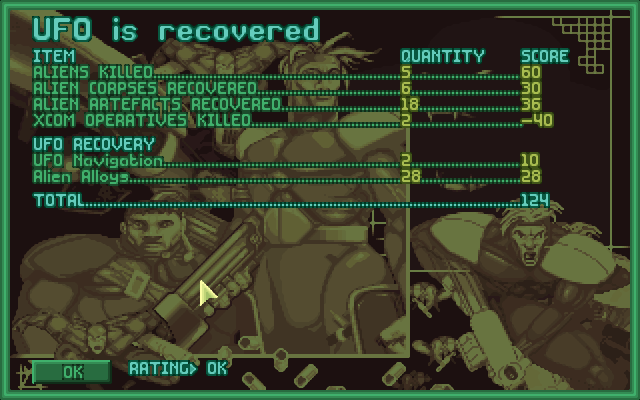 UFO is recovered
ITEM QUANTITY SCORE
ALIENS KILLED 5 60
ALIEN CORPSES RECOVERED 6 30
ALIEN ARTEFACTS RECOVERED 18 36
XCOM OPERATIVES KILLED 2 -40
UFO RECOVERY
UFO Navigation 2 10
Alien Alloys 28 28
TOTAL 124
OK RATING> OK